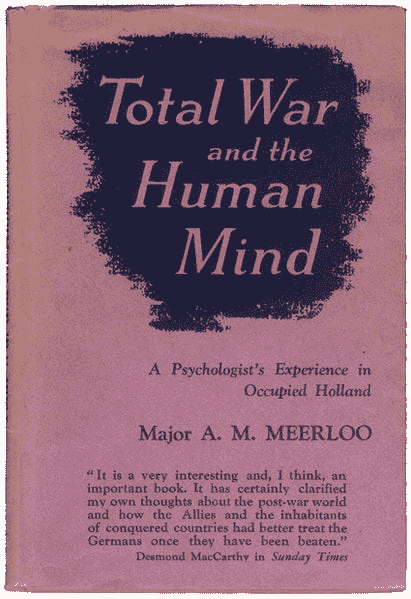 Total War
and the
Human
Mind
A Psychologist's Experience in
Occupied Holland
Major A. M. MEERLOO
"It is a very interesting and, I think, an
important book. It has certainly clarified
my own thoughts about the post-war world
and how the Allies and the inhabitants
of conquered countries had better treat the
Germans once they have been beaten."
Desmond MacCarthy in Sunday Times